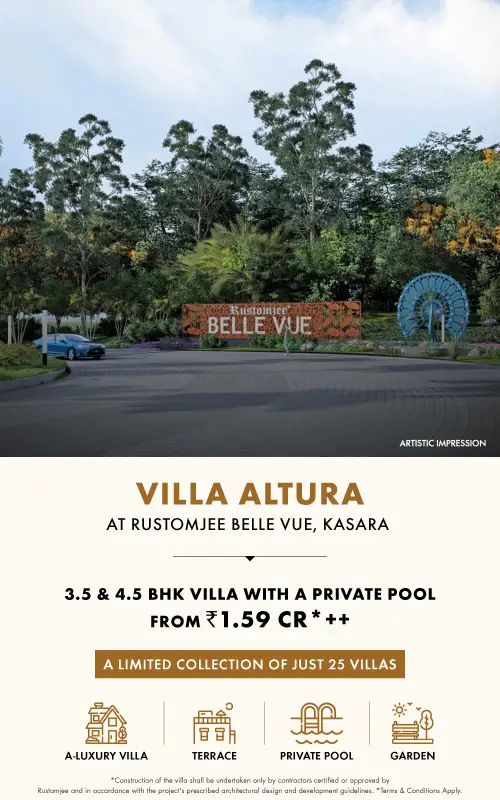 Rustomjee
BELLE VUE
ARTISTIC IMPRESSION
VILLA ALTURA
AT RUSTOMJEE BELLE VUE, KASARA
3.5 & 4.5 BHK VILLA WITH A PRIVATE POOL
FROM ₹1.59 CR*++
A LIMITED COLLECTION OF JUST 25 VILLAS
A-LUXURY VILLA
TERRACE
PRIVATE POOL
GARDEN
*Construction of the villa shall be undertaken only by contractors certified or approved by
Rustomjee and in accordance with the project's prescribed architectural design and development guidelines. *Terms & Conditions Apply.